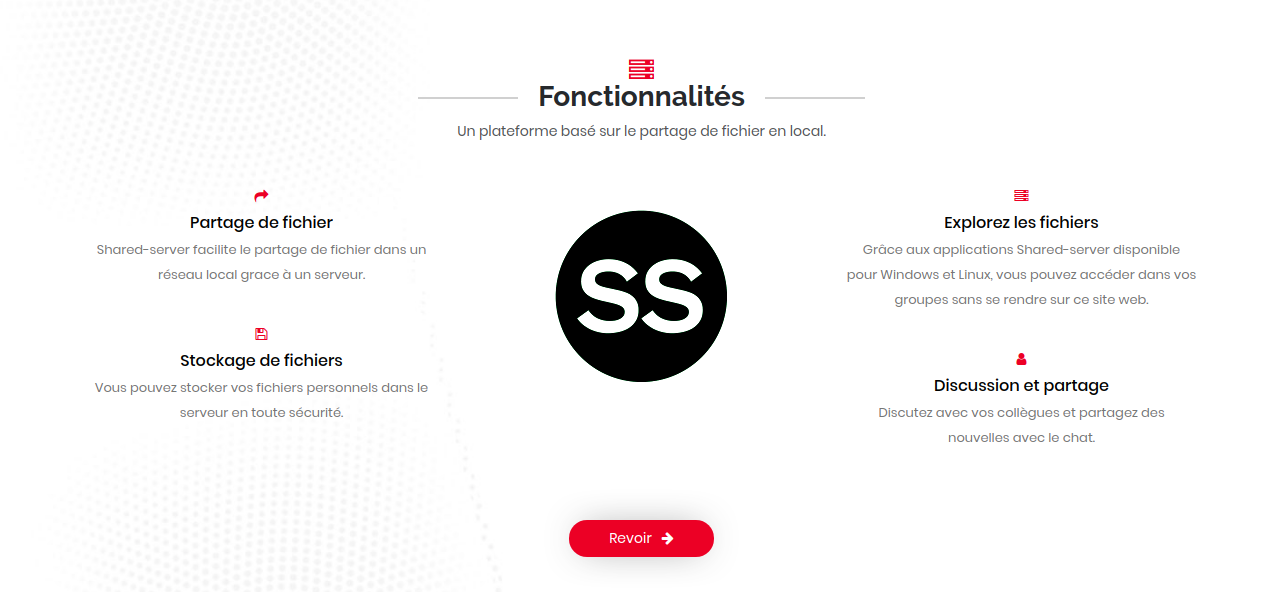 Fonctionnalités
Un plateforme basé sur le partage de fichier en local.
Partage de fichier
Shared-server facilite le partage de fichier dans un
réseau local grace à un serveur.
Stockage de fichiers
Vous pouvez stocker vos fichiers personnels dans le
serveur en toute sécurité.
SS
Explorez les fichiers
Grâce aux applications Shared-server disponible
pour Windows et Linux, vous pouvez accéder dans vos
groupes sans se rendre sur ce site web.
Discussion et partage
Discutez avec vos collègues et partagez des
nouvelles avec le chat.
Revoir